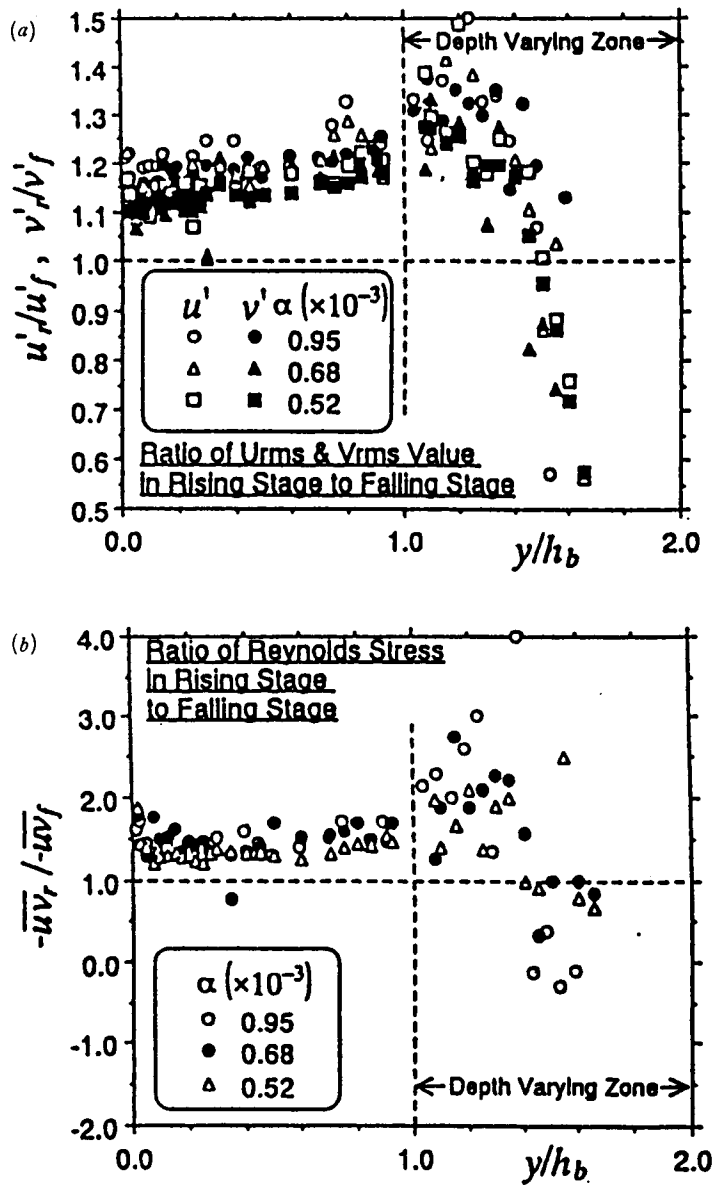 (a)
1.5
1.4
1.3
1.2
1.1
1.0
0.9
0.8
0.7
0.6
0.5
u'r/u'f , v'r/v'f
Depth Varying Zone
u' v' α (×10⁻³)
0.95
0.68
0.52
Ratio of Urms & Vrms Value
in Rising Stage to Falling Stage
0.0 1.0 2.0
y/hb
(b)
4.0
3.0
2.0
1.0
0.0
-1.0
-2.0
-u̅v̅r /-u̅v̅f
Ratio of Reynolds Stress
in Rising Stage
to Falling Stage
α (×10⁻³)
0.95
0.68
0.52
Depth Varying Zone
0.0 1.0 2.0
y/hb